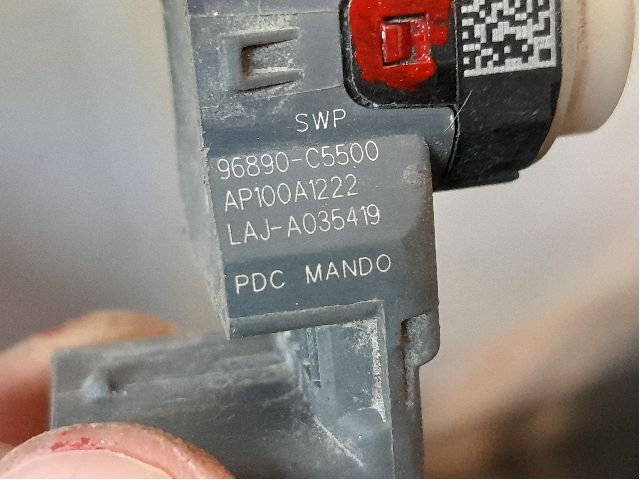 SWP
96890-C5500
AP100A1222
LAJ-A035419
PDC MANDO